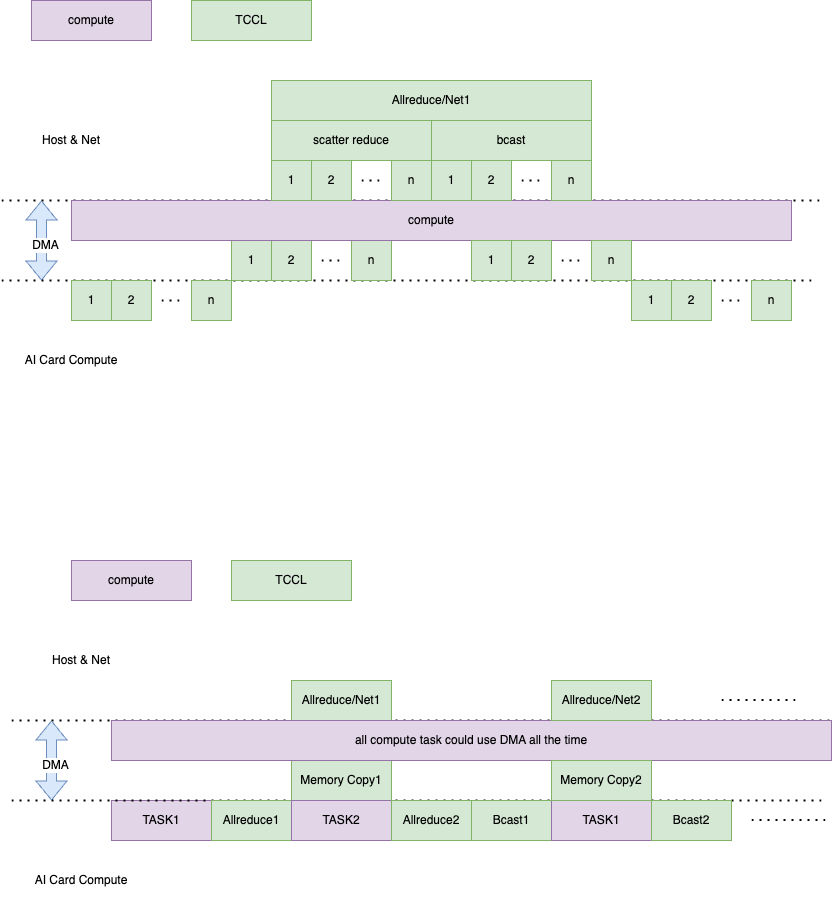 compute
TCCL
Allreduce/Net1
Host & Net
scatter reduce
bcast
1 2 ... n 1 2 ... n
compute
DMA
1 2 ... n 1 2 ... n
1 2 ... n 1 2 ... n
AI Card Compute
compute
TCCL
Host & Net
Allreduce/Net1
Allreduce/Net2
all compute task could use DMA all the time
DMA
Memory Copy1
Memory Copy2
TASK1
Allreduce1
TASK2
Allreduce2
Bcast1
TASK1
Bcast2
AI Card Compute